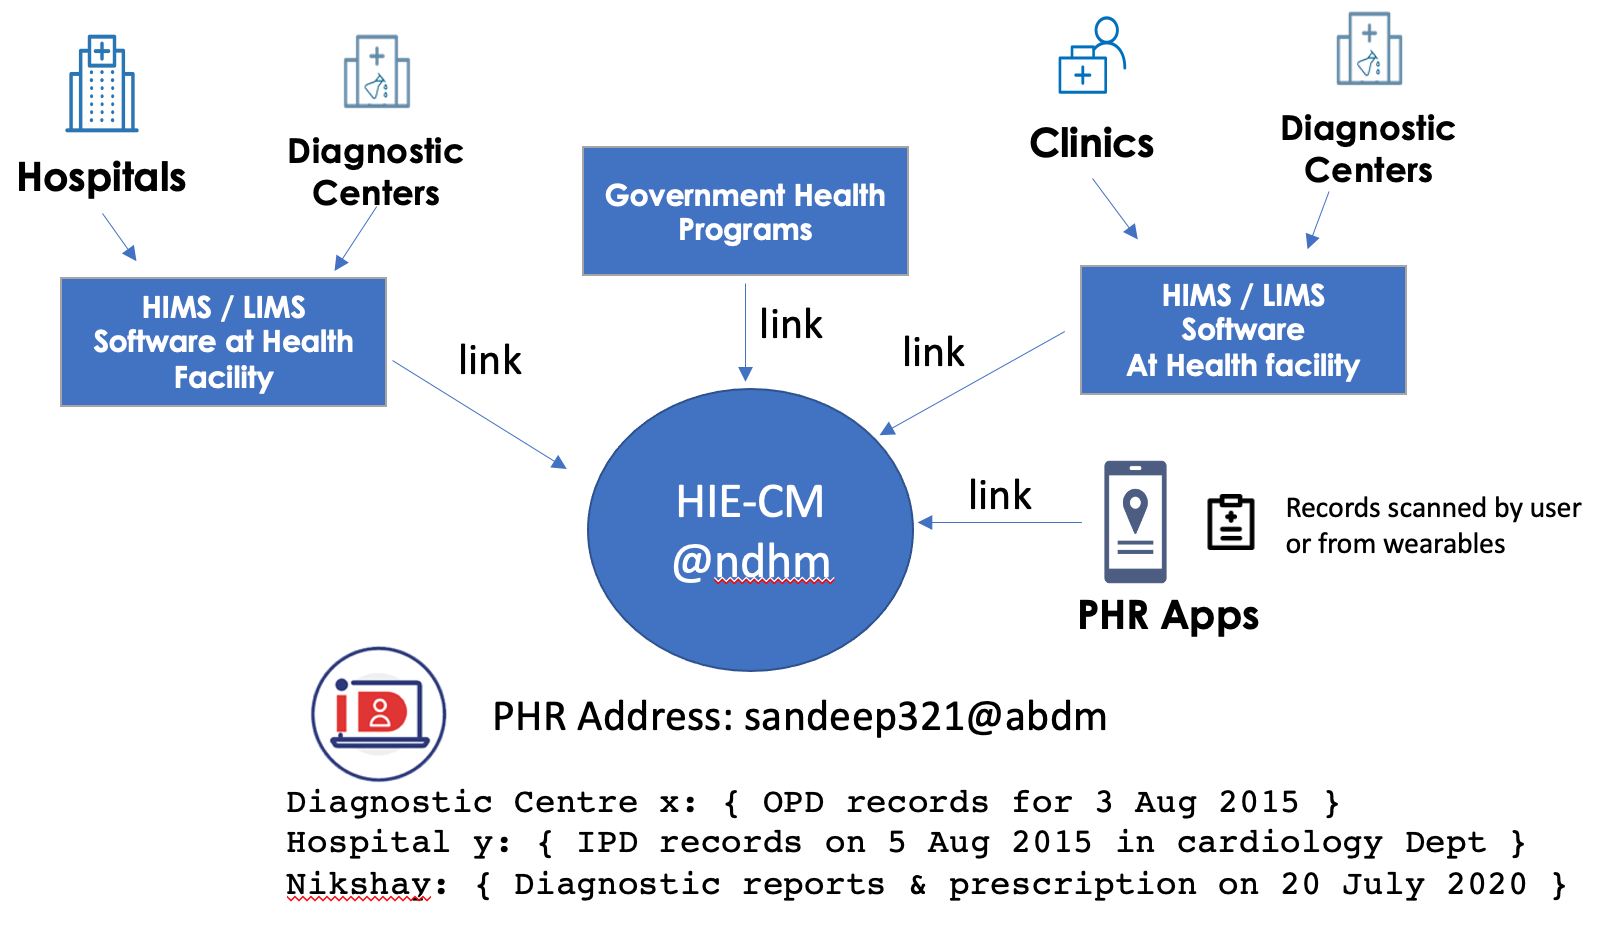 Hospitals
Diagnostic
Centers
Government Health
Programs
Clinics
Diagnostic
Centers
HIMS / LIMS
Software at Health
Facility
link
link
link
HIMS / LIMS
Software
At Health facility
HIE-CM
@ndhm
link
Records scanned by user
or from wearables
PHR Apps
iD
PHR Address: sandeep321@abdm
Diagnostic Centre x: { OPD records for 3 Aug 2015 }
Hospital y: { IPD records on 5 Aug 2015 in cardiology Dept }
Nikshay: { Diagnostic reports & prescription on 20 July 2020 }